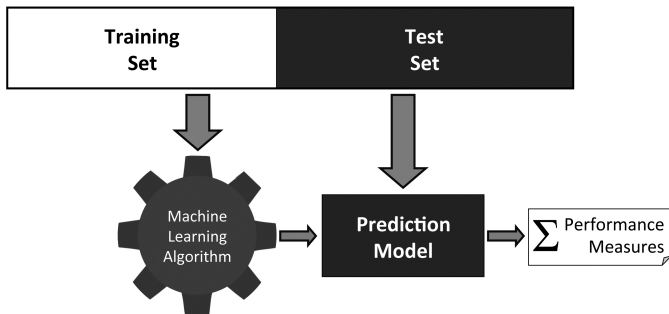 Training
Set
Test
Set
Machine
Learning
Algorithm
Prediction
Model
∑ Performance
Measures